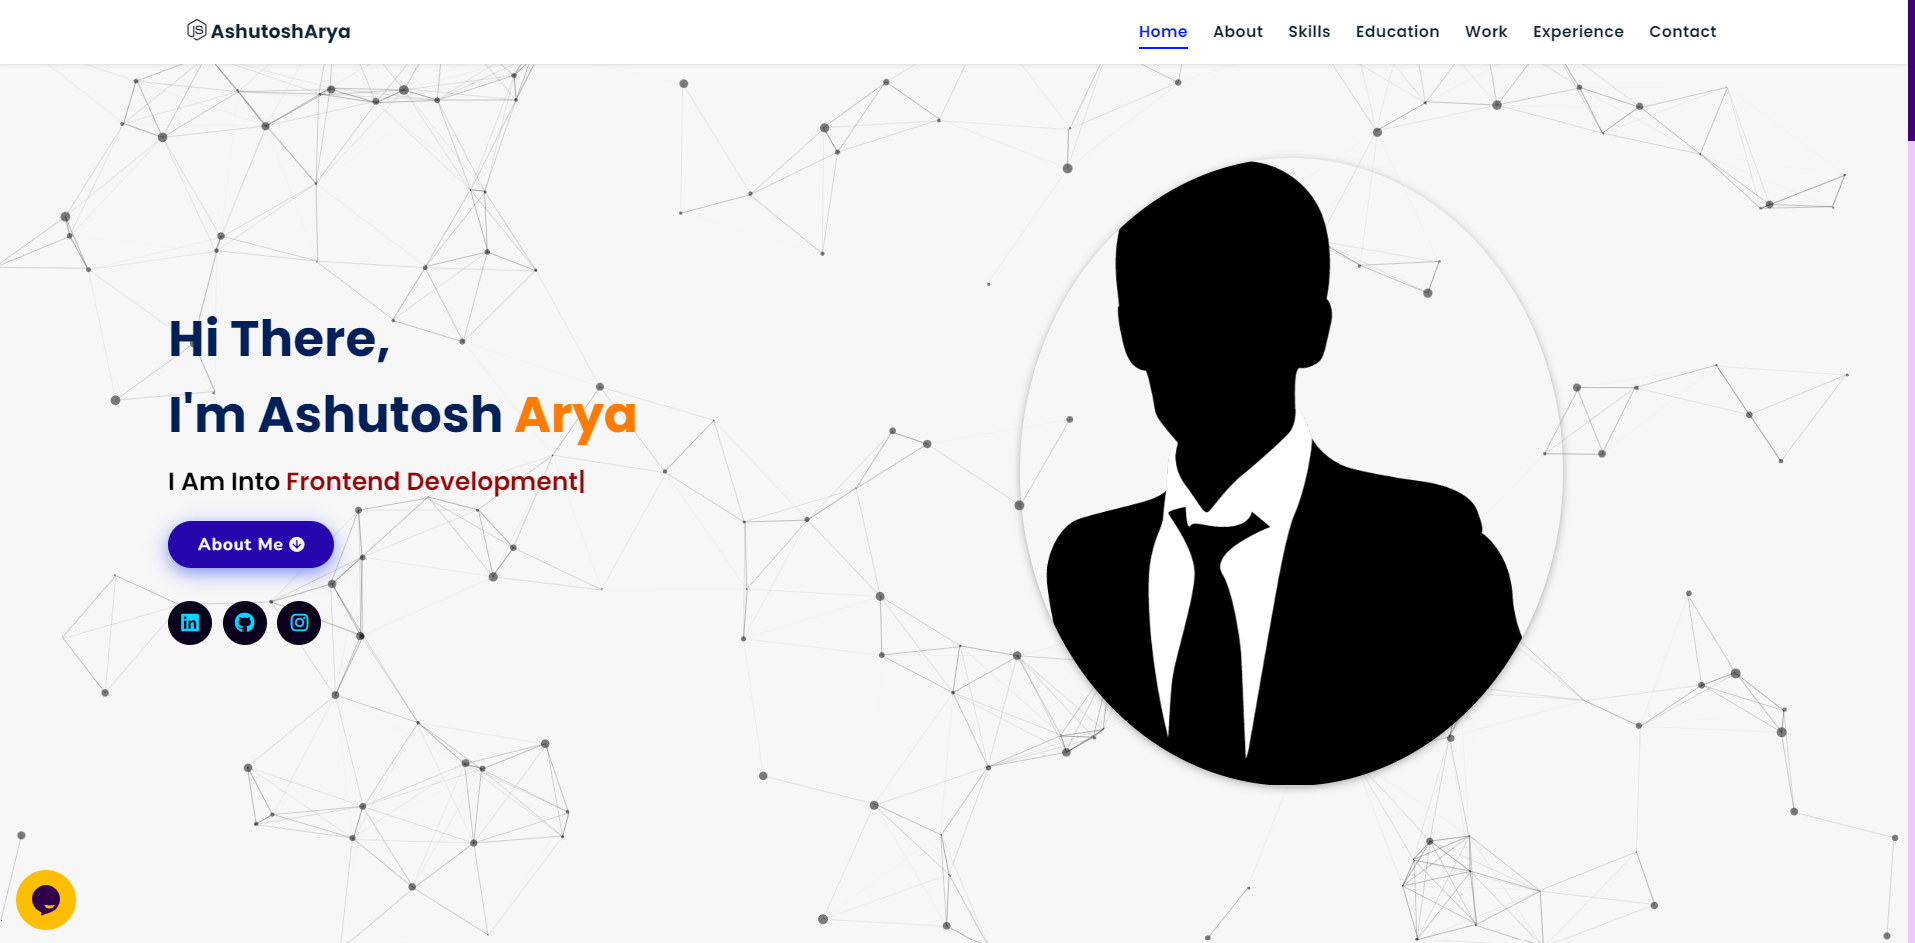 AshutoshArya
Home About Skills Education Work Experience Contact
Hi There,
I'm Ashutosh Arya
I Am Into Frontend Development|
About Me